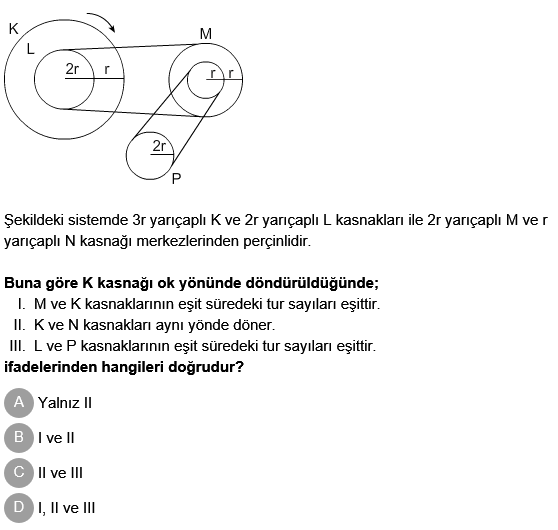 K
L
M
2r r
r r
2r
P
Şekildeki sistemde 3r yarıçaplı K ve 2r yarıçaplı L kasnakları ile 2r yarıçaplı M ve r
yarıçaplı N kasnağı merkezlerinden perçinlidir.
Buna göre K kasnağı ok yönünde döndürüldüğünde;
I. M ve K kasnaklarının eşit süredeki tur sayıları eşittir.
II. K ve N kasnakları aynı yönde döner.
III. L ve P kasnaklarının eşit süredeki tur sayıları eşittir.
ifadelerinden hangileri doğrudur?
A Yalnız II
B I ve II
C II ve III
D I, II ve III